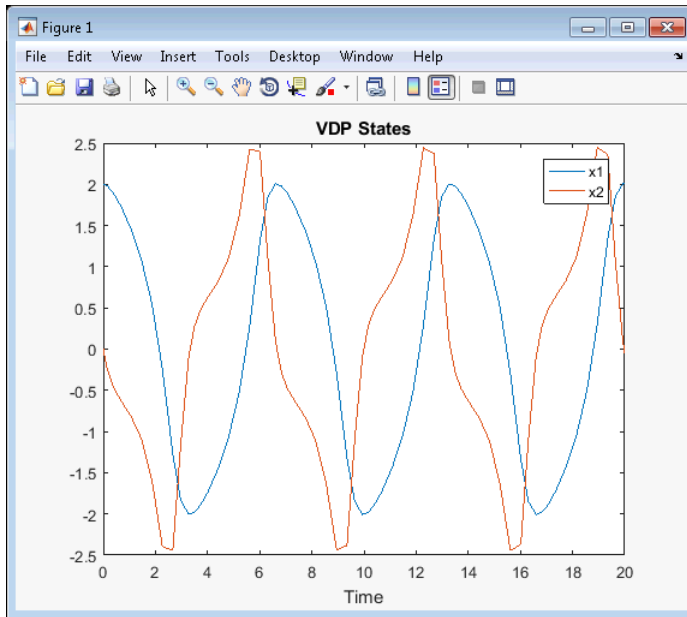 Figure 1
File Edit View Insert Tools Desktop Window Help
VDP States
x1
x2
2.5
2
1.5
1
0.5
0
-0.5
-1
-1.5
-2
-2.5
0 2 4 6 8 10 12 14 16 18 20
Time